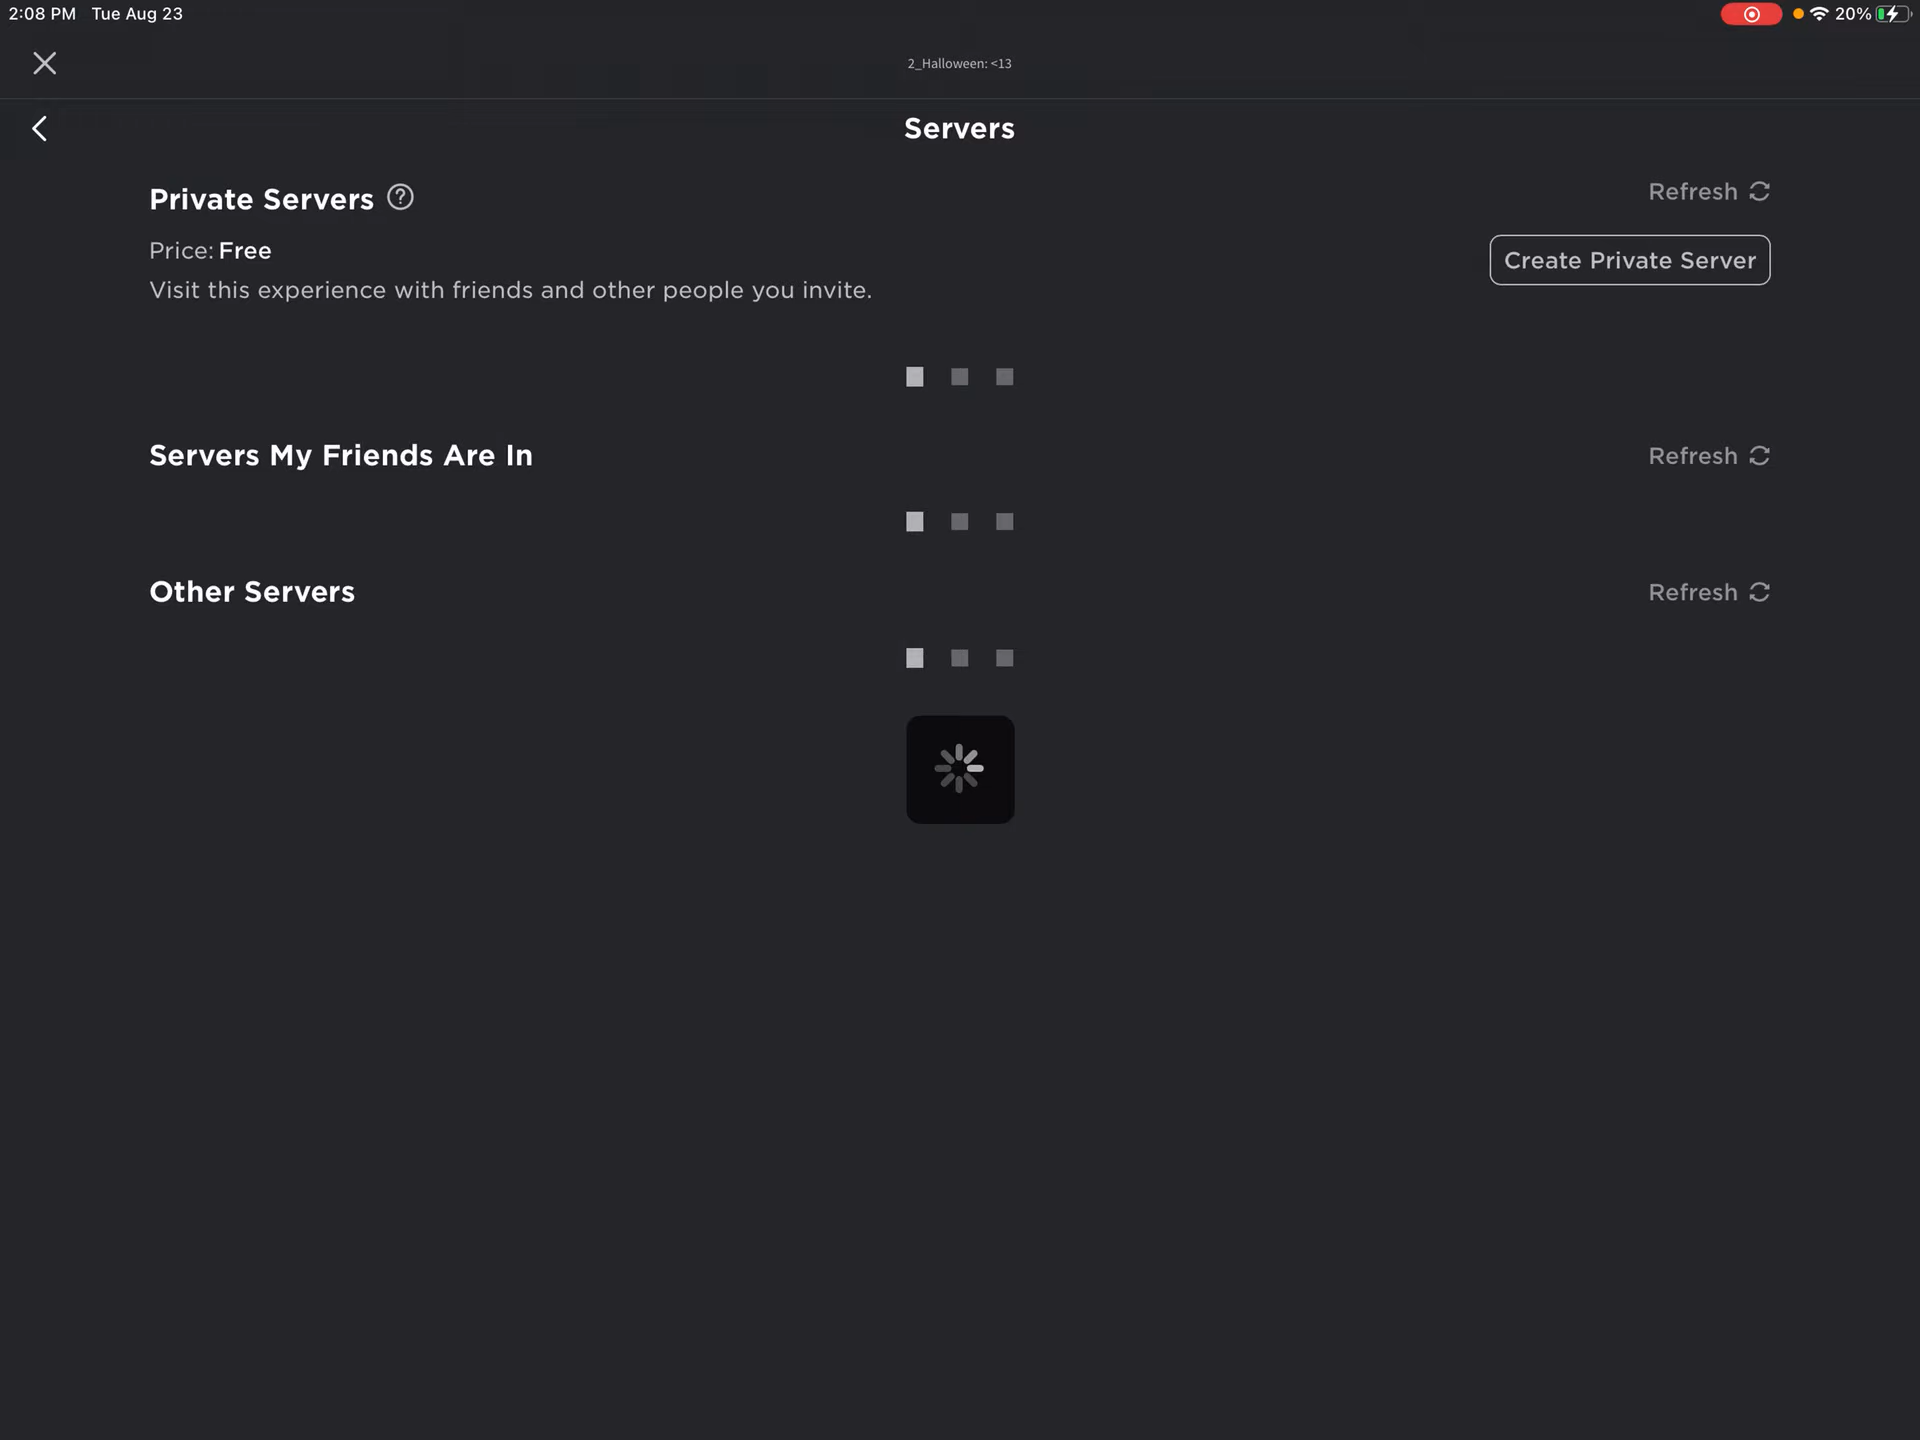 2:08 PM Tue Aug 23
20%
2_Halloween: <13
Servers
Private Servers
Refresh
Price: Free
Create Private Server
Visit this experience with friends and other people you invite.
Servers My Friends Are In
Refresh
Other Servers
Refresh